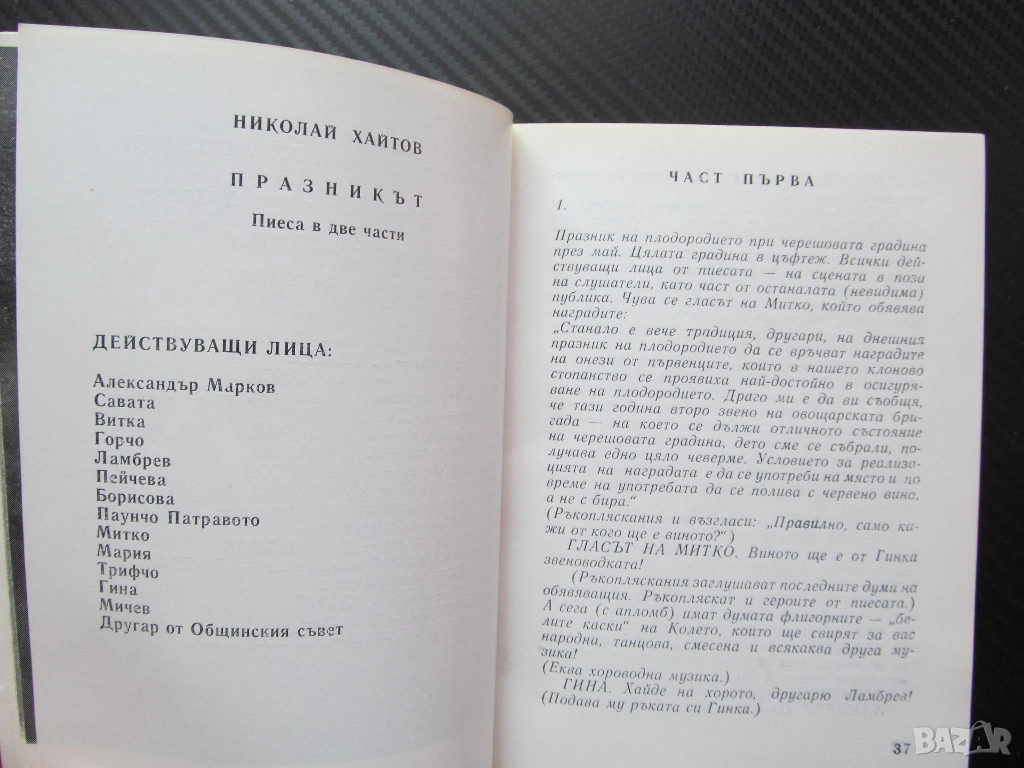 НИКОЛАЙ ХАЙТОВ
ПРАЗНИКЪТ
Пиеса в две части
ДЕЙСТВУВАЩИ ЛИЦА:
Александър Марков
Савата
Витка
Горчо
Ламбрев
Пейчева
Борисова
Паунчо Патравото
Митко
Мария
Трифчо
Гина
Мичев
Другар от Общинския съвет
ЧАСТ ПЪРВА
I.
Празник на плодородието при черешовата градина
през май. Цялата градина в цъфтеж. Всички дей-
ствуващи лица от пиесата — на сцената в поза
на слушатели, като част от останалата (невидима)
публика. Чува се гласът на Митко, който обявява
наградите:
„Станало е вече традиция, другари, на днешния
празник на плодородието да се връчват наградите
на онези от първенците, които в нашето клоново
стопанство се проявиха най-достойно в осигуря-
ване на плодородието. Драго ми е да ви съобщя,
че тази година второ звено на овощарската бри-
гада — на което се дължи отличното състояние
на черешовата градина, дето сме се събрали, по-
лучава едно цяло чеверме. Условието за реализа-
цията на наградата е да се употреби на място и по
време на употребата да се полива с червено вино,
а не с бира.“
(Ръкопляскания и възгласи: „Правилно, само ка-
жи от кого ще е виното?“)
ГЛАСЪТ НА МИТКО. Виното ще е от Гинка
звеноводката!
(Ръкопляскания заглушават последните думи на
обявяващия. Ръкопляскат и героите от пиесата.)
А сега (с апломб) имат думата флигорните — „бе-
лите каски“ на Колето, които ще свирят за вас
народна, танцова, смесена и всякаква друга му-
зика!
(Еква хороводна музика.)
ГИНА. Хайде на хорото, другарю Ламбрев!
(Подава му ръката си Гинка.)
37
BAZAR